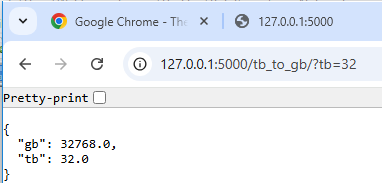 Google Chrome - The
127.0.0.1:5000
127.0.0.1:5000/tb_to_gb/?tb=32
Pretty-print
{
  "gb": 32768.0,
  "tb": 32.0
}